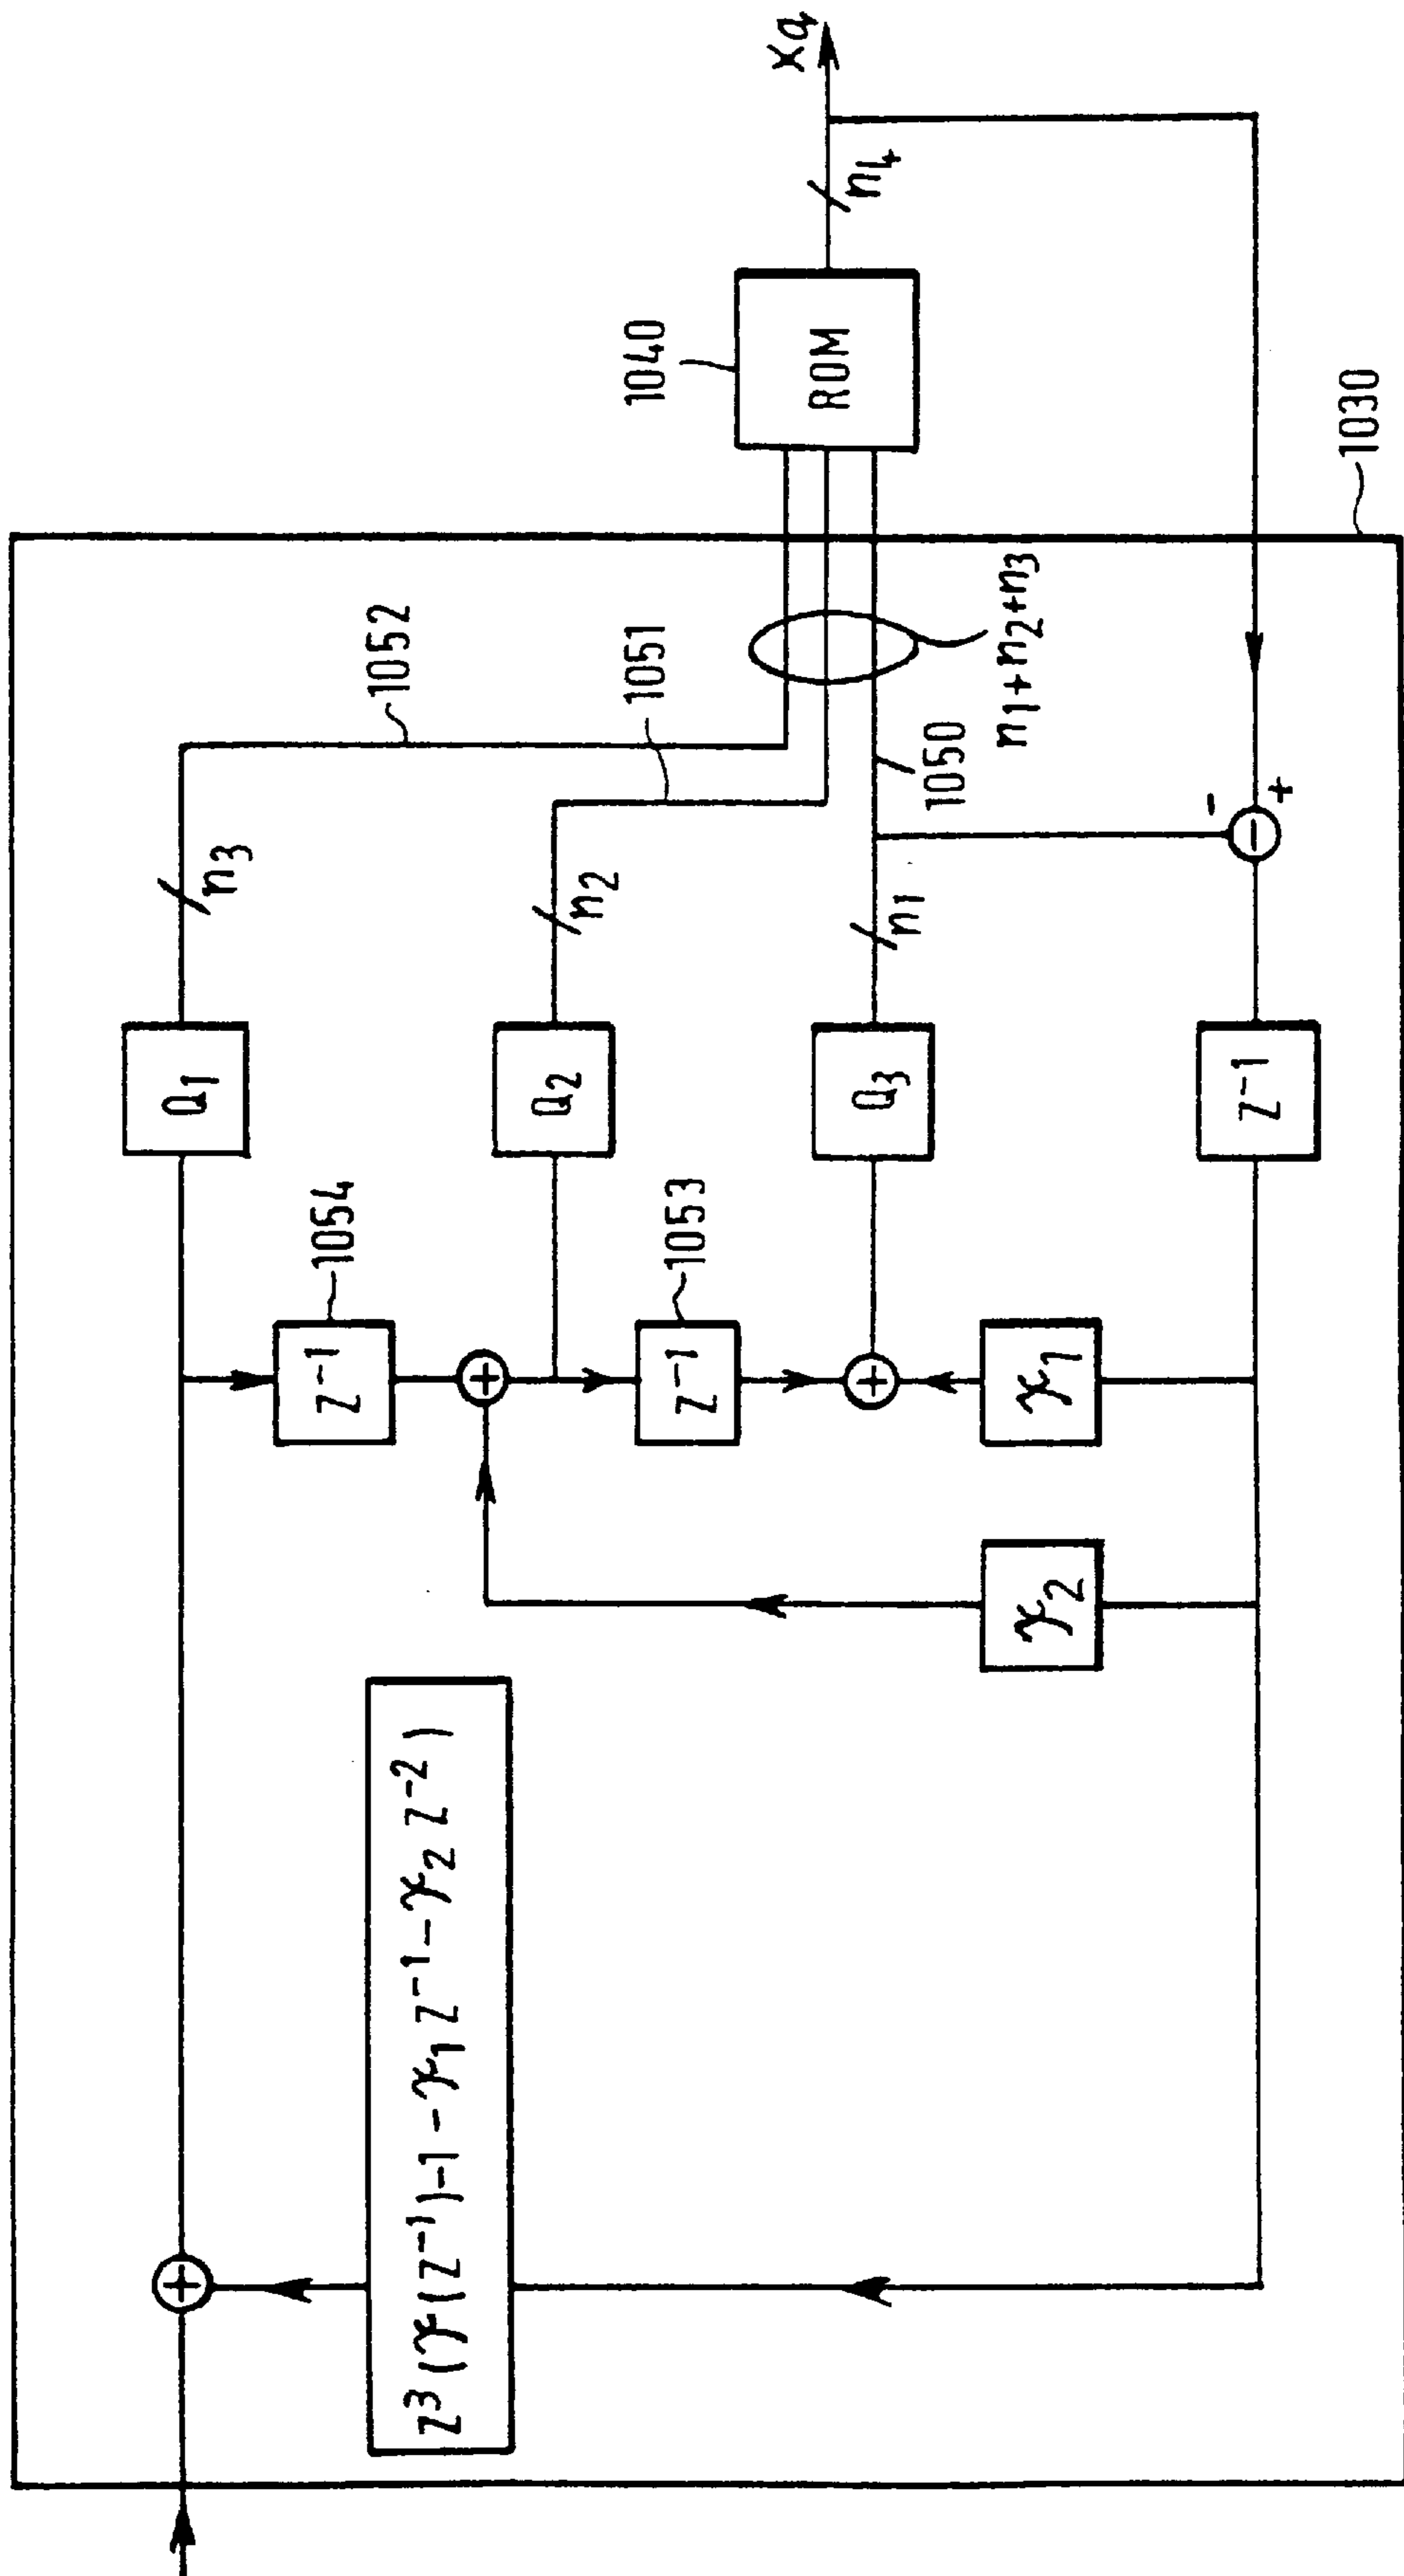 Q₁
n₃
1052
Z⁻¹
1054
Q₂
n₂
1051
Z⁻¹
1053
Q₃
n₁
1050
n₁+n₂+n₃
1040
ROM
n₄
Xq
Z³(γ(Z⁻¹)-1-γ₁Z⁻¹-γ₂Z⁻²)
γ₂
γ₁
Z⁻¹
-
+
1030